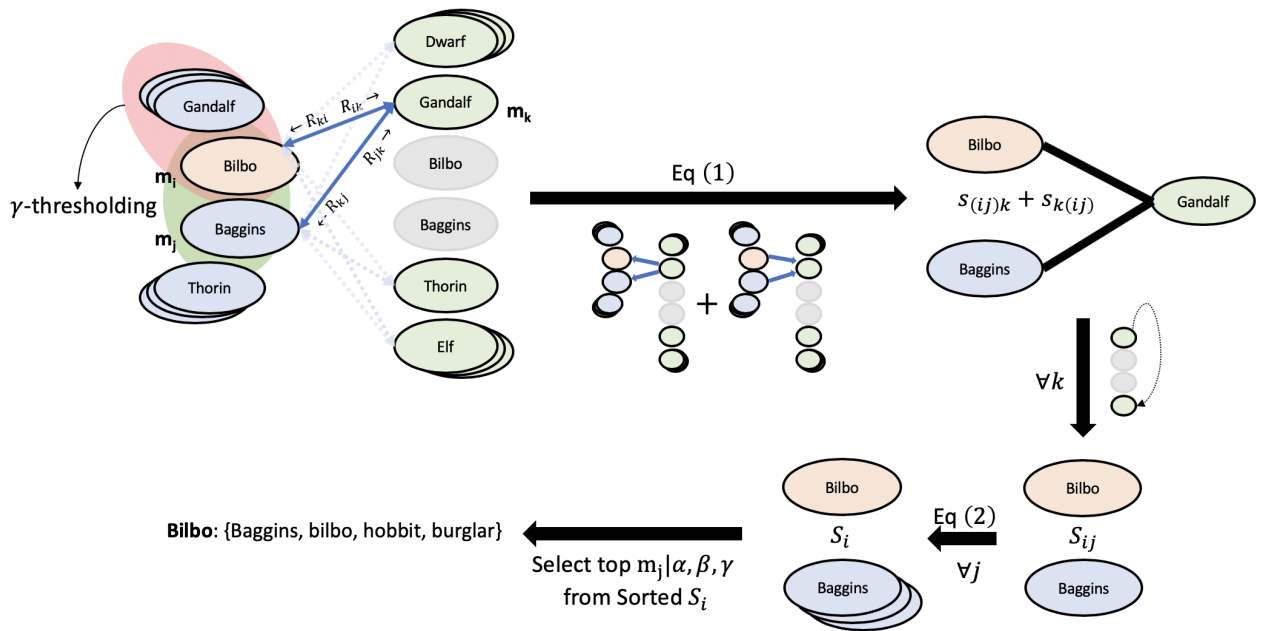 Dwarf
Gandalf
m_k
Bilbo
Baggins
Thorin
Elf
Gandalf
Bilbo
m_i
Baggins
m_j
Thorin
γ-thresholding
← R_ki
R_ik →
R_jk →
← R_kj
Eq (1)
+
Bilbo
s_(ij)k + s_k(ij)
Gandalf
Baggins
∀k
Bilbo
S_ij
Baggins
Eq (2)
∀j
Bilbo
S_i
Baggins
Select top m_j|α, β, γ
from Sorted S_i
Bilbo: {Baggins, bilbo, hobbit, burglar}